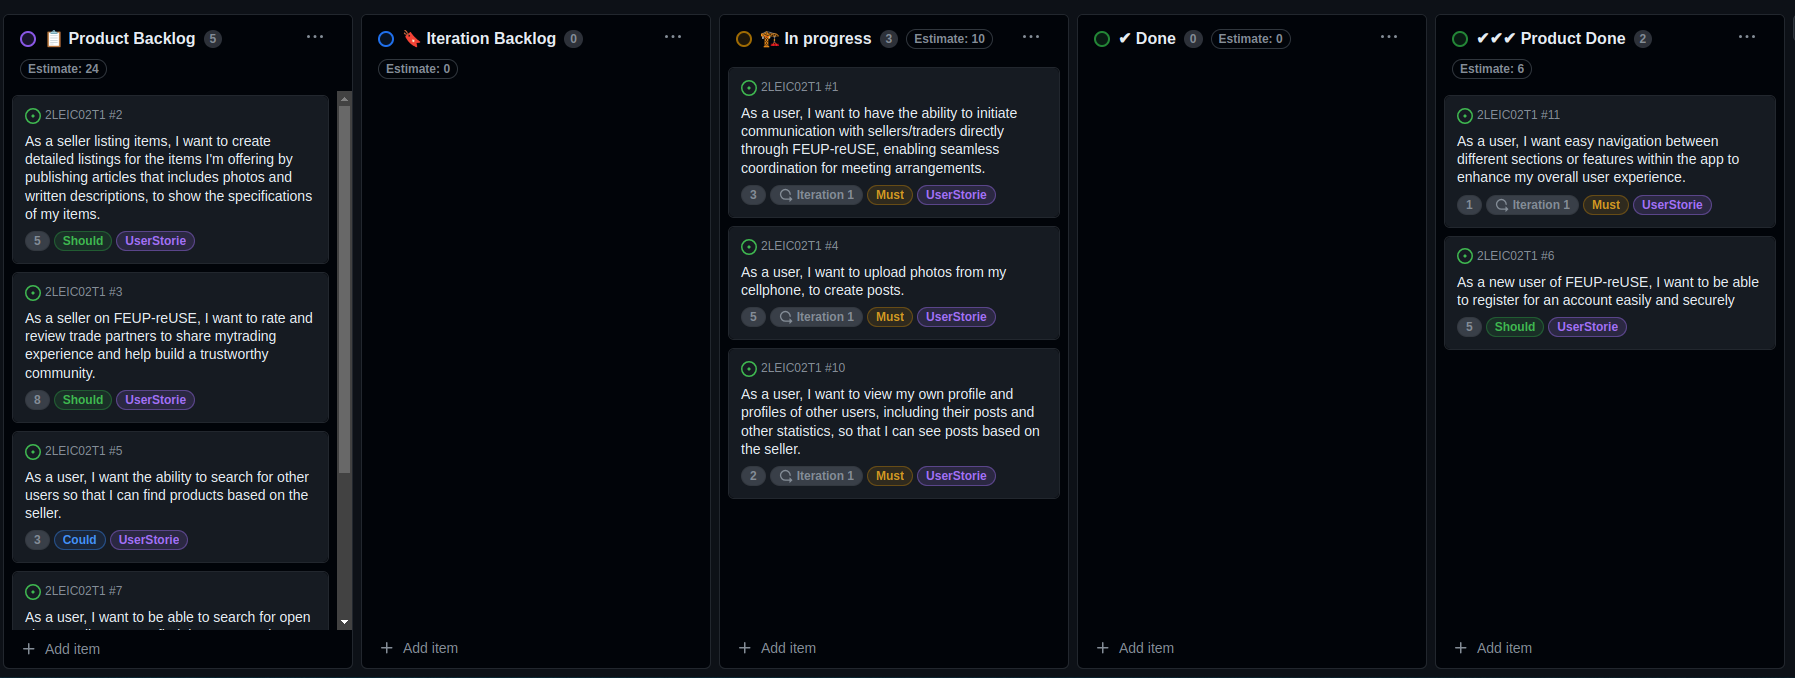 📋 Product Backlog 5
Estimate: 24
2LEIC02T1 #2
As a seller listing items, I want to create
detailed listings for the items I'm offering by
publishing articles that includes photos and
written descriptions, to show the specifications
of my items.
5 Should UserStorie
2LEIC02T1 #3
As a seller on FEUP-reUSE, I want to rate and
review trade partners to share mytrading
experience and help build a trustworthy
community.
8 Should UserStorie
2LEIC02T1 #5
As a user, I want the ability to search for other
users so that I can find products based on the
seller.
3 Could UserStorie
2LEIC02T1 #7
As a user, I want to be able to search for open
+ Add item
🔖 Iteration Backlog 0
Estimate: 0
+ Add item
🏗️ In progress 3 Estimate: 10
2LEIC02T1 #1
As a user, I want to have the ability to initiate
communication with sellers/traders directly
through FEUP-reUSE, enabling seamless
coordination for meeting arrangements.
3 Iteration 1 Must UserStorie
2LEIC02T1 #4
As a user, I want to upload photos from my
cellphone, to create posts.
5 Iteration 1 Must UserStorie
2LEIC02T1 #10
As a user, I want to view my own profile and
profiles of other users, including their posts and
other statistics, so that I can see posts based on
the seller.
2 Iteration 1 Must UserStorie
+ Add item
✔ Done 0 Estimate: 0
+ Add item
✔✔✔ Product Done 2
Estimate: 6
2LEIC02T1 #11
As a user, I want easy navigation between
different sections or features within the app to
enhance my overall user experience.
1 Iteration 1 Must UserStorie
2LEIC02T1 #6
As a new user of FEUP-reUSE, I want to be able
to register for an account easily and securely
5 Should UserStorie
+ Add item